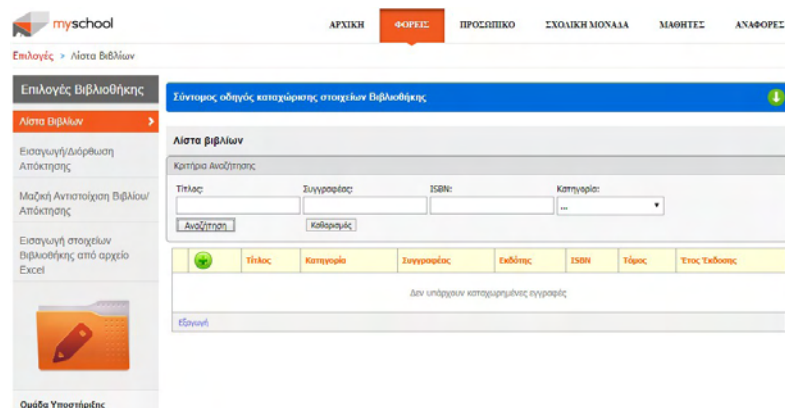 myschool
ΑΡΧΙΚΗ ΦΟΡΕΙΣ ΠΡΟΣΩΠΙΚΟ ΣΧΟΛΙΚΗ ΜΟΝΑΔΑ ΜΑΘΗΤΕΣ ΑΝΑΦΟΡΕΣ
Επιλογές > Λίστα Βιβλίων
Επιλογές Βιβλιοθήκης
Λίστα Βιβλίων
Εισαγωγή/Διόρθωση
Απόκτησης
Μαζική Αντιστοίχιση Βιβλίου/
Απόκτησης
Εισαγωγή στοιχείων
Βιβλιοθήκης από αρχείο
Excel
Ομάδα Υποστήριξης
Σύντομος οδηγός καταχώρισης στοιχείων Βιβλιοθήκης
Λίστα βιβλίων
Κριτήρια Αναζήτησης
Τίτλος: Συγγραφέας: ISBN: Κατηγορία:
...
Αναζήτηση Καθαρισμός
Τίτλος Κατηγορία Συγγραφέας Εκδότης ISBN Τόμος Έτος Έκδοσης
Δεν υπάρχουν καταχωρημένες εγγραφές
Εξαγωγή